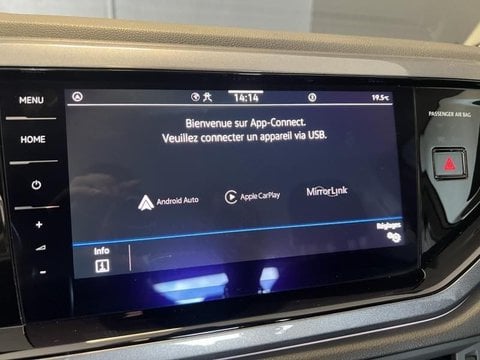 MENU
HOME
+
-
14:14
19.5°C
Bienvenue sur App-Connect.
Veuillez connecter un appareil via USB.
Android Auto
Apple CarPlay
MirrorLink
Réglages
Info
PASSENGER AIR BAG